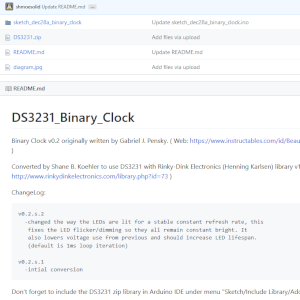 shmaesolid Update README.md
sketch_dec28a_binary_clock Update sketch_dec28a_binary_clock.ino
DS3231.zip Add files via upload
README.md Update README.md
diagram.jpg Add files via upload
README.md
DS3231_Binary_Clock
Binary Clock v0.2 originally written by Gabriel J. Pensky. ( Web: https://www.instructables.com/id/Beau
)
Converted by Shane B. Koehler to use DS3231 with Rinky-Dink Electronics (Henning Karlsen) library v1
http://www.rinkydinkelectronics.com/library.php?id=73 )
ChangeLog:
v0.2.s.2
-changed the way the LEDs are lit for a stable constant refresh rate, this
fixes the LED flicker/dimming so they all remain constant bright. It
also lowers voltage use from previous and should increase LED lifespan.
(default is 1ms loop iteration)
v0.2.s.1
-intial conversion
Don't forget to include the DS3231.zip library in Arduino IDE under menu "Sketch/Include Library/Add